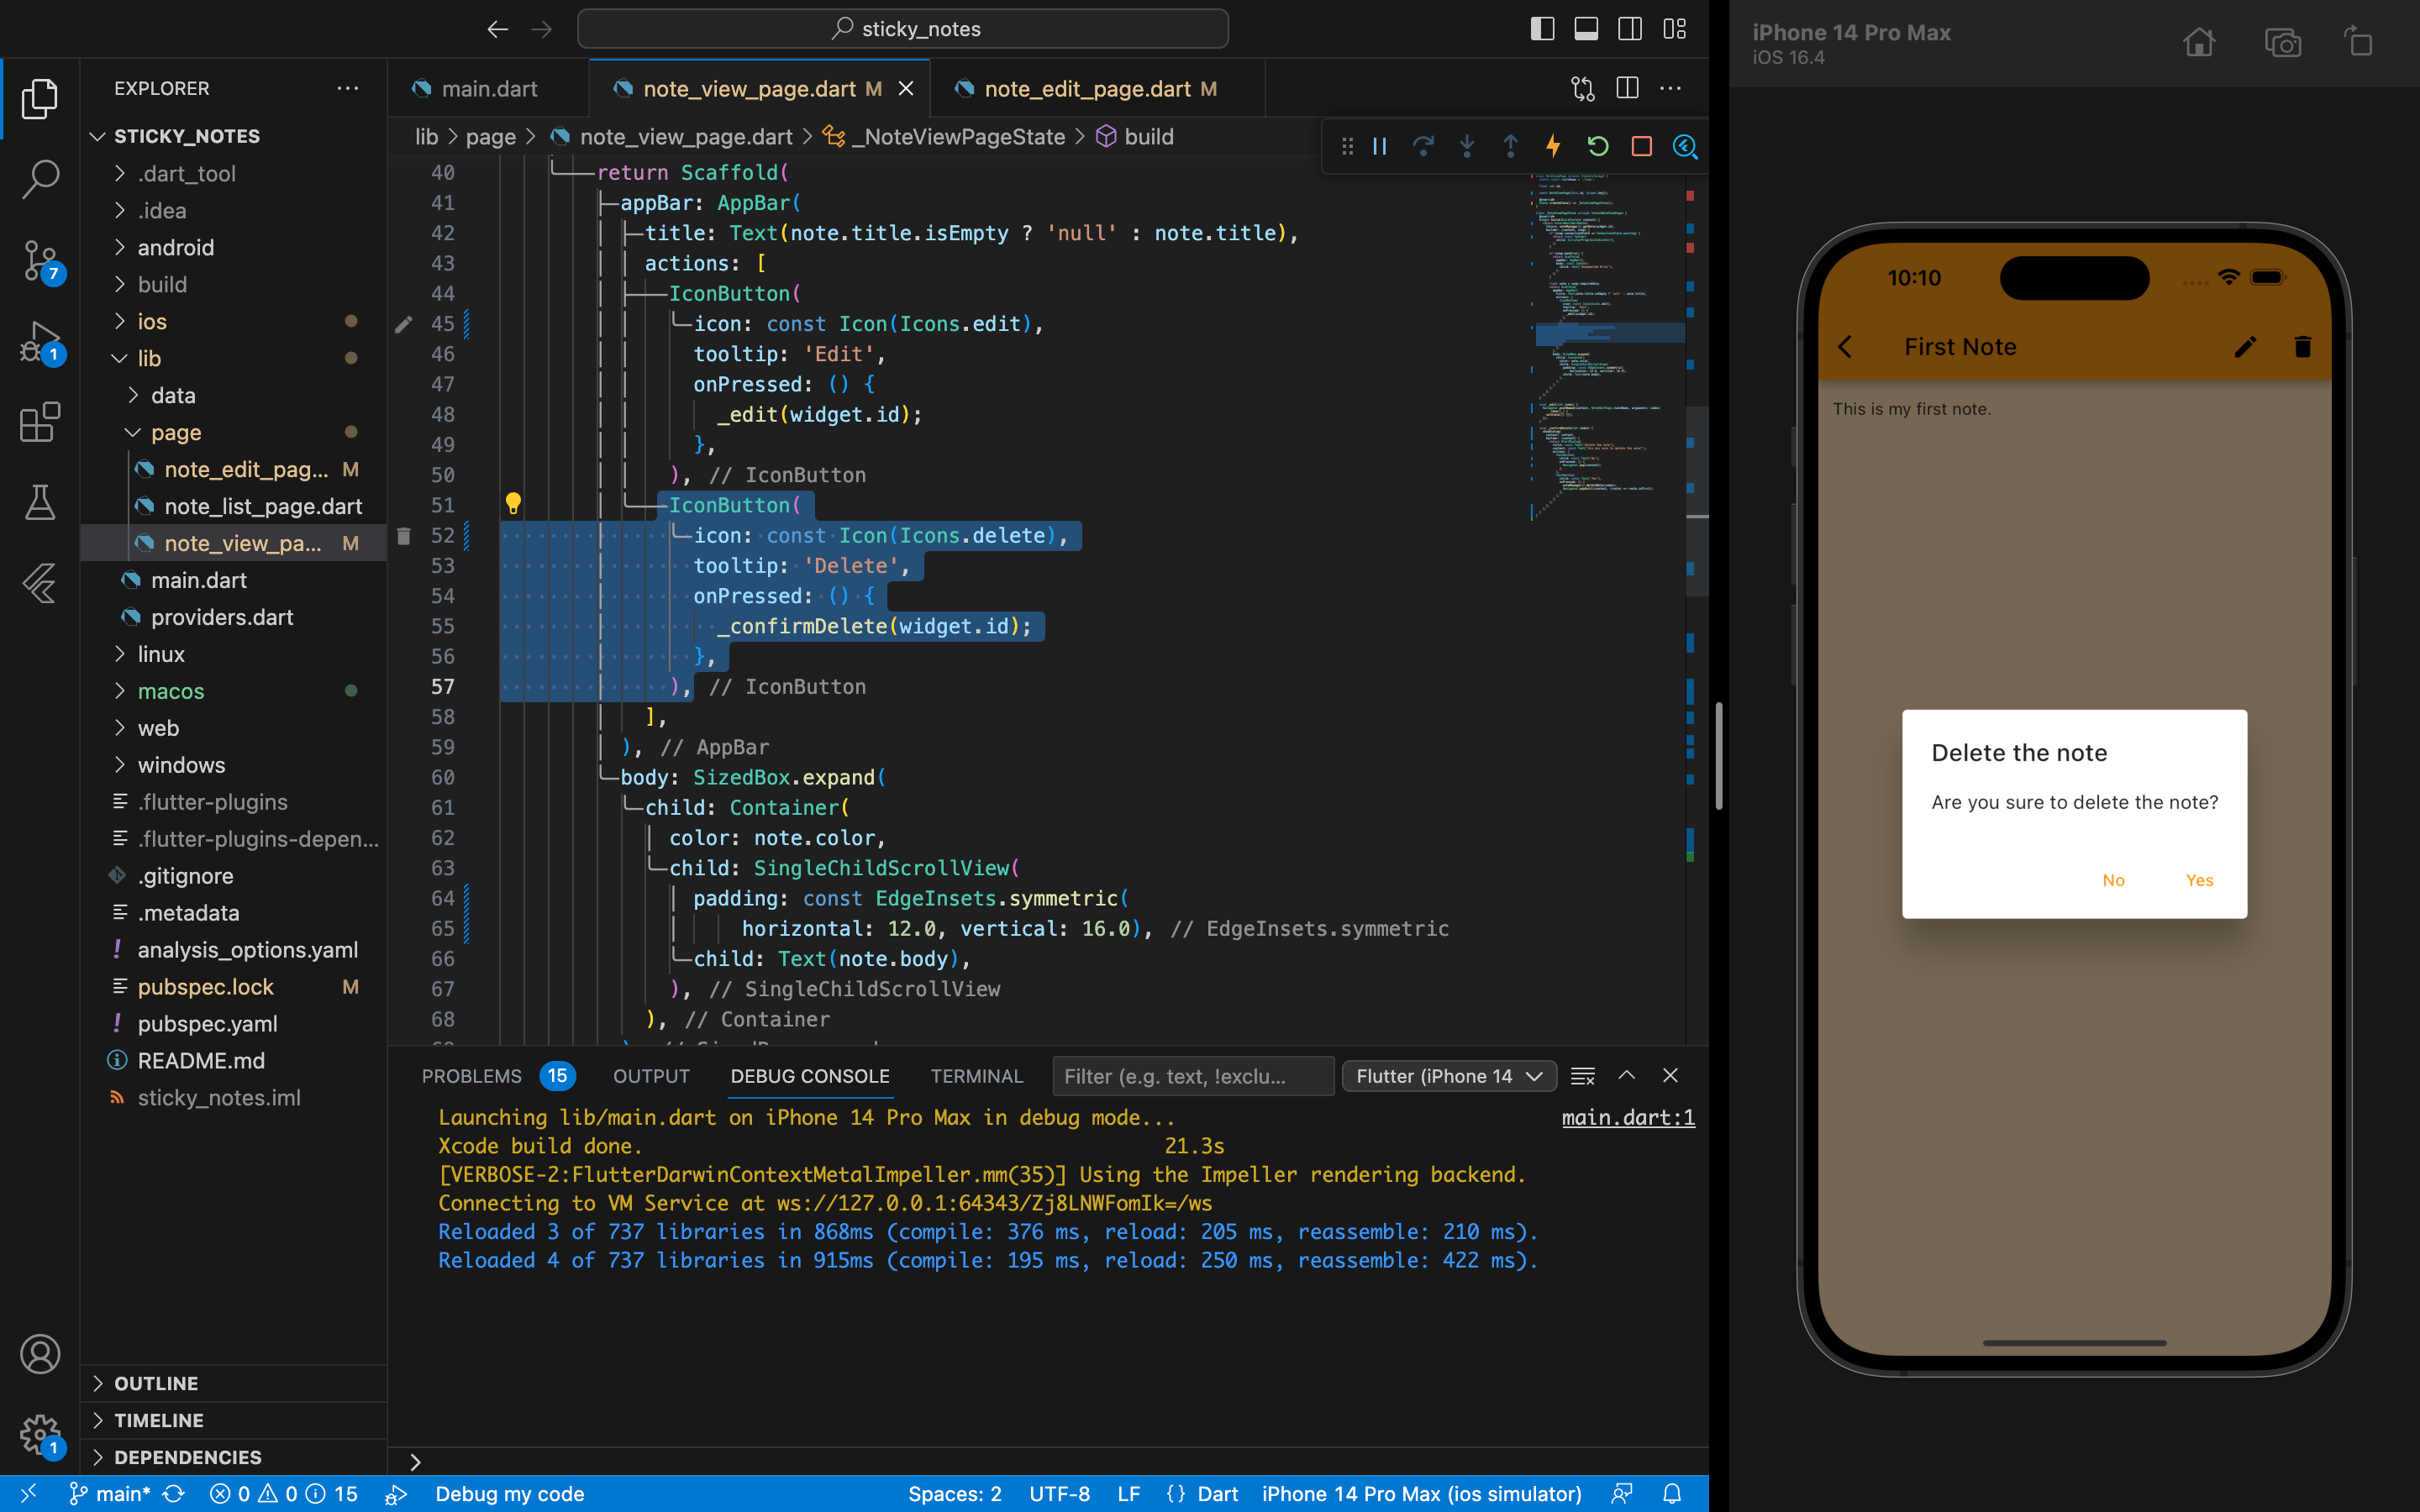 sticky_notes
EXPLORER
STICKY_NOTES
.dart_tool
.idea
android
build
ios
lib
data
page
note_edit_pag... M
note_list_page.dart
note_view_pa... M
main.dart
providers.dart
linux
macos
web
windows
.flutter-plugins
.flutter-plugins-depen...
.gitignore
.metadata
analysis_options.yaml
pubspec.lock M
pubspec.yaml
README.md
sticky_notes.iml
OUTLINE
TIMELINE
DEPENDENCIES
7
1
1
main.dart
note_view_page.dart M
note_edit_page.dart M
lib > page > note_view_page.dart > _NoteViewPageState > build
40 return Scaffold(
41 appBar: AppBar(
42 title: Text(note.title.isEmpty ? 'null' : note.title),
43 actions: [
44 IconButton(
45 icon: const Icon(Icons.edit),
46 tooltip: 'Edit',
47 onPressed: () {
48 _edit(widget.id);
49 },
50 ), // IconButton
51 IconButton(
52 icon: const Icon(Icons.delete),
53 tooltip: 'Delete',
54 onPressed: () {
55 _confirmDelete(widget.id);
56 },
57 ), // IconButton
58 ],
59 ), // AppBar
60 body: SizedBox.expand(
61 child: Container(
62 color: note.color,
63 child: SingleChildScrollView(
64 padding: const EdgeInsets.symmetric(
65 horizontal: 12.0, vertical: 16.0), // EdgeInsets.symmetric
66 child: Text(note.body),
67 ), // SingleChildScrollView
68 ), // Container
PROBLEMS 15 OUTPUT DEBUG CONSOLE TERMINAL Filter (e.g. text, !exclu... Flutter (iPhone 14
Launching lib/main.dart on iPhone 14 Pro Max in debug mode... main.dart:1
Xcode build done. 21.3s
[VERBOSE-2:FlutterDarwinContextMetalImpeller.mm(35)] Using the Impeller rendering backend.
Connecting to VM Service at ws://127.0.0.1:64343/Zj8LNWFomIk=/ws
Reloaded 3 of 737 libraries in 868ms (compile: 376 ms, reload: 205 ms, reassemble: 210 ms).
Reloaded 4 of 737 libraries in 915ms (compile: 195 ms, reload: 250 ms, reassemble: 422 ms).
main* 0 0 15 Debug my code Spaces: 2 UTF-8 LF {} Dart iPhone 14 Pro Max (ios simulator)
iPhone 14 Pro Max
iOS 16.4
10:10
First Note
This is my first note.
Delete the note
Are you sure to delete the note?
No Yes